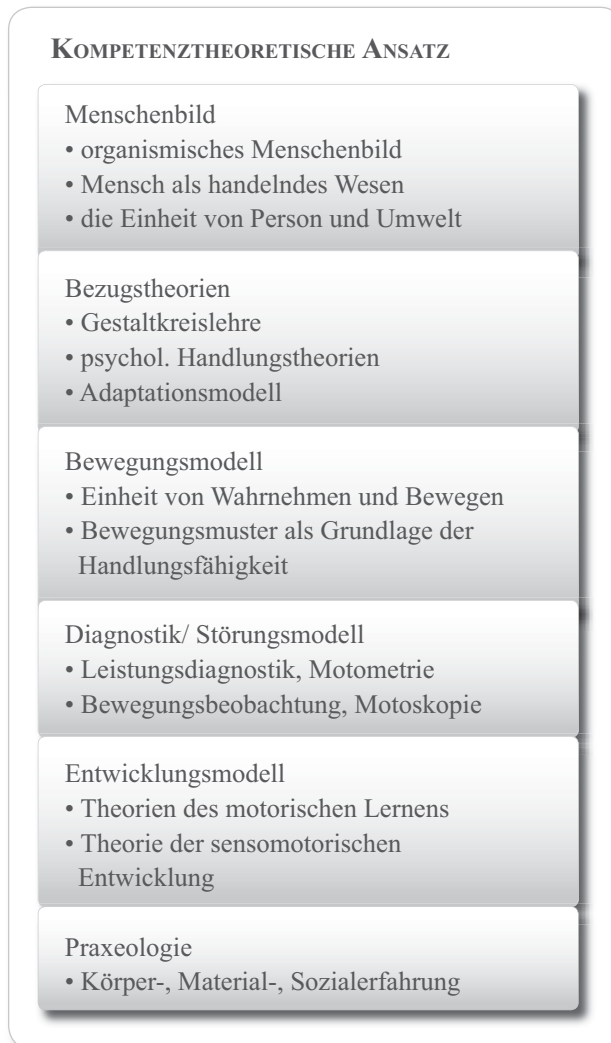 Kompetenztheoretische Ansatz
Menschenbild
• organismisches Menschenbild
• Mensch als handelndes Wesen
• die Einheit von Person und Umwelt
Bezugstheorien
• Gestaltkreislehre
• psychol. Handlungstheorien
• Adaptationsmodell
Bewegungsmodell
• Einheit von Wahrnehmen und Bewegen
• Bewegungsmuster als Grundlage der
Handlungsfähigkeit
Diagnostik/ Störungsmodell
• Leistungsdiagnostik, Motometrie
• Bewegungsbeobachtung, Motoskopie
Entwicklungsmodell
• Theorien des motorischen Lernens
• Theorie der sensomotorischen
Entwicklung
Praxeologie
• Körper-, Material-, Sozialerfahrung